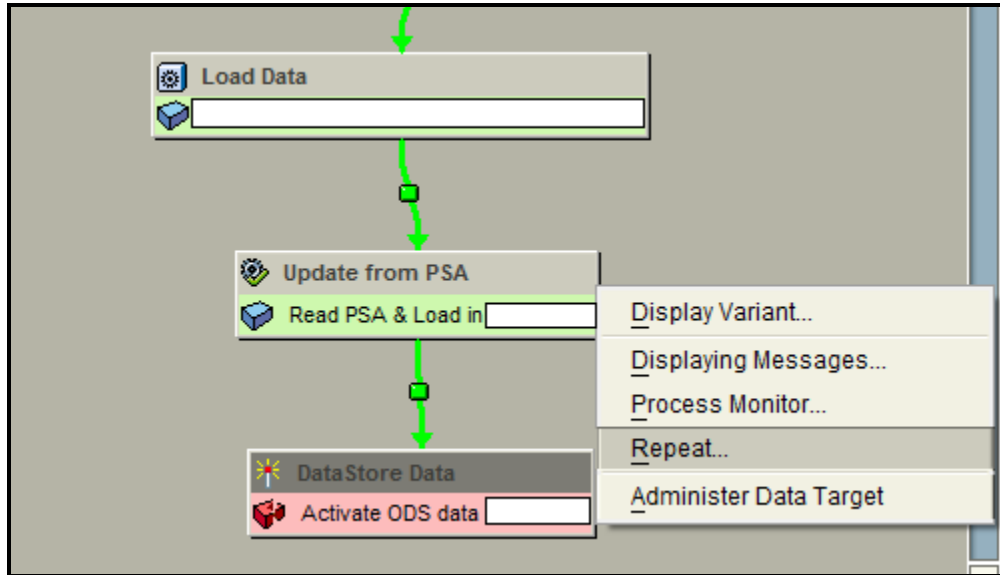 Load Data
Update from PSA
Read PSA & Load in
Display Variant...
Displaying Messages...
Process Monitor...
Repeat...
Administer Data Target
DataStore Data
Activate ODS data